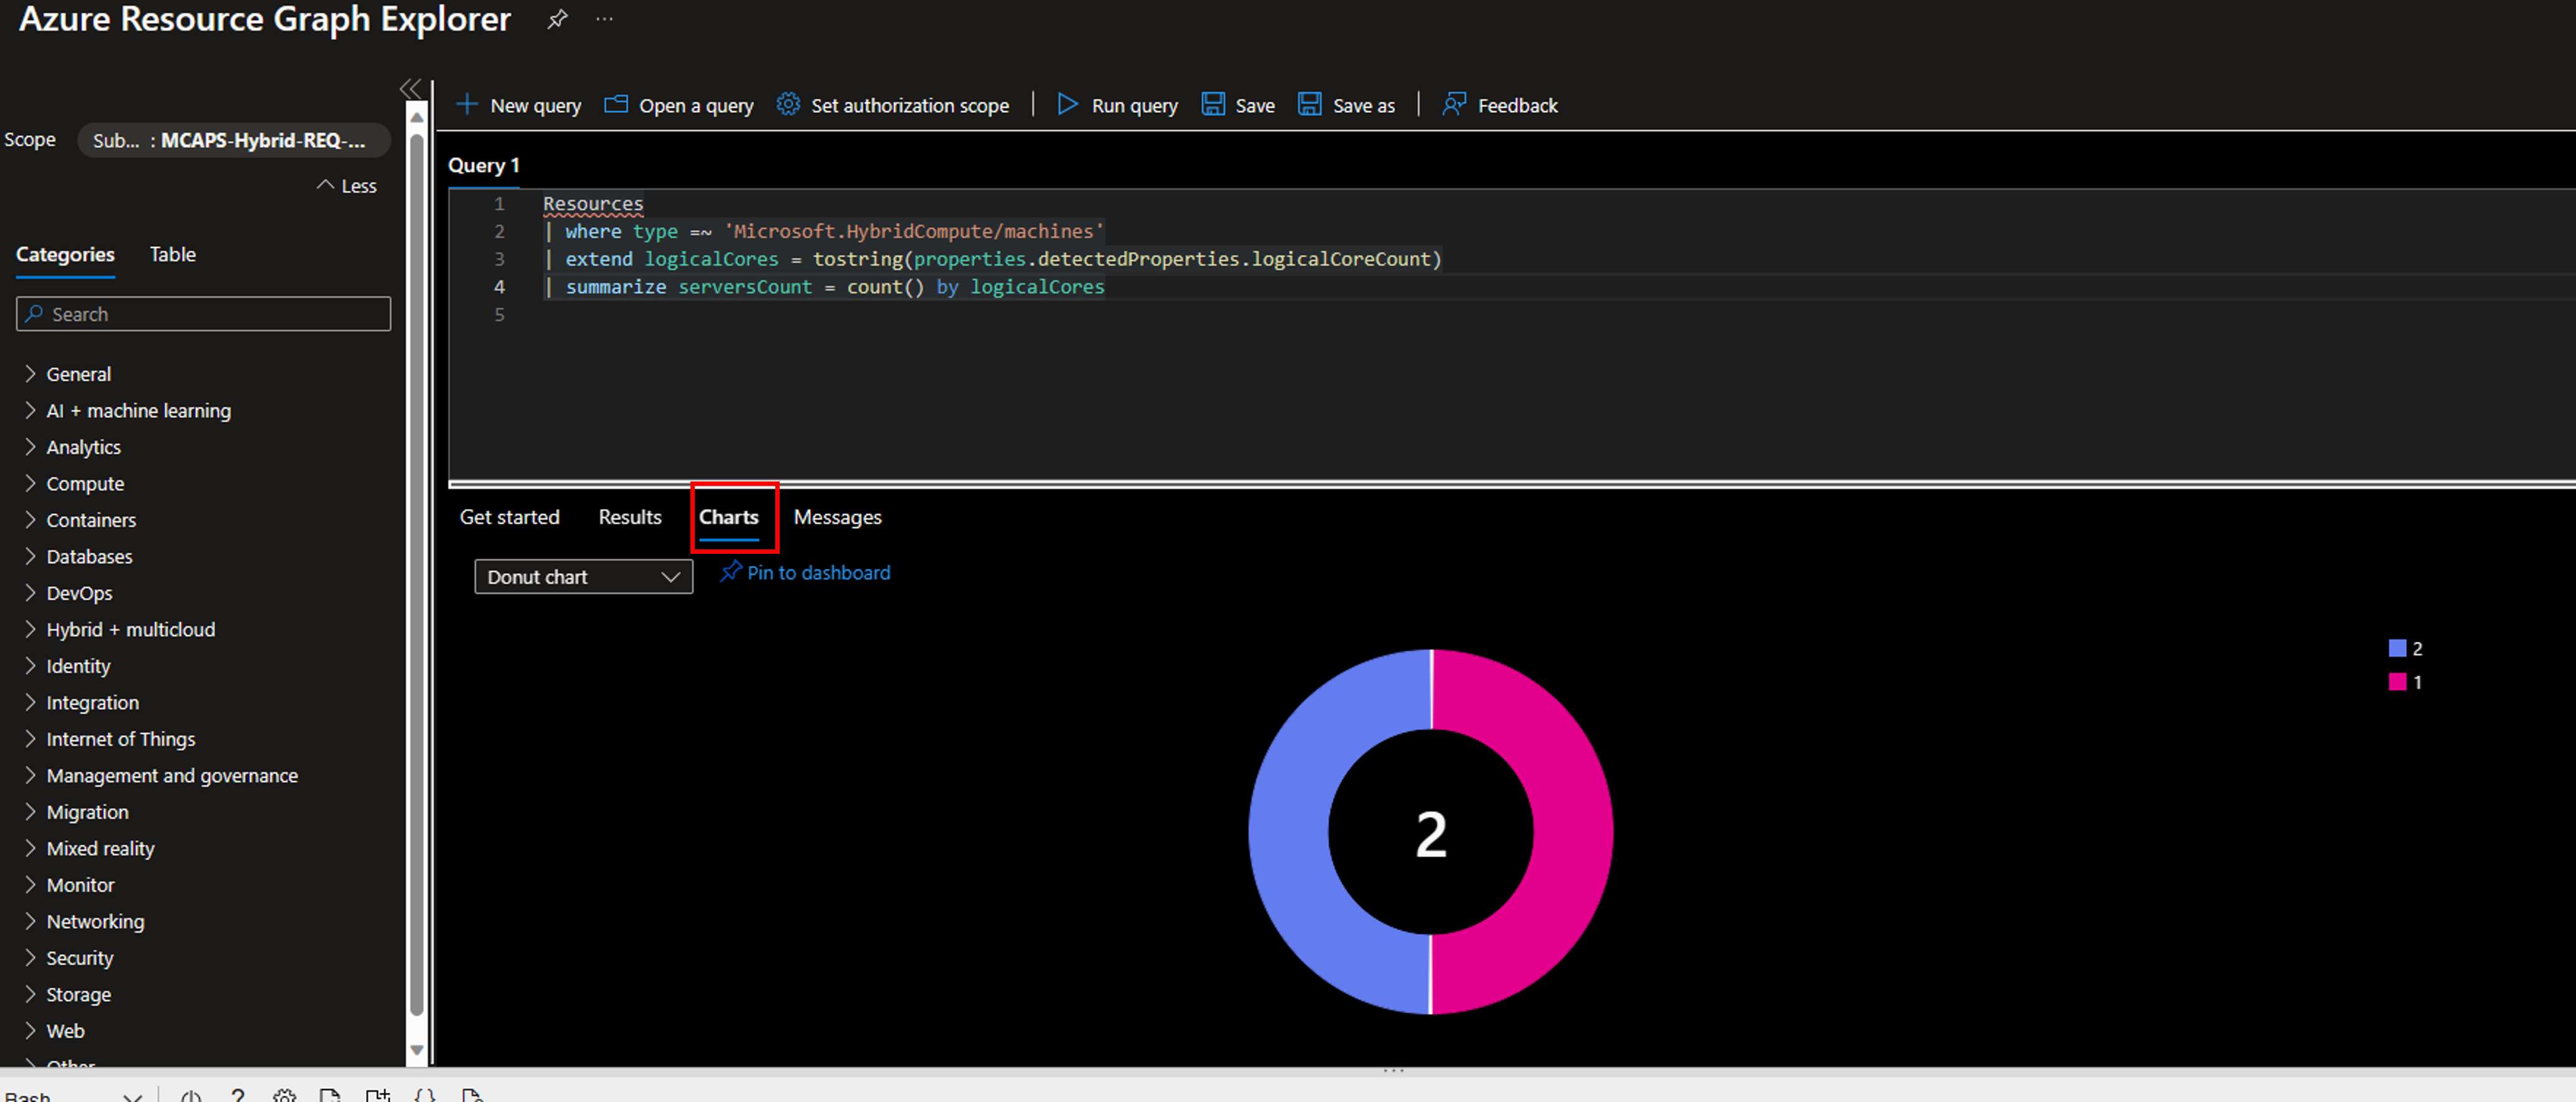 Azure Resource Graph Explorer
New query Open a query Set authorization scope Run query Save Save as Feedback
Scope Sub... : MCAPS-Hybrid-REQ-...
Less
Categories Table
Search
General
AI + machine learning
Analytics
Compute
Containers
Databases
DevOps
Hybrid + multicloud
Identity
Integration
Internet of Things
Management and governance
Migration
Mixed reality
Monitor
Networking
Security
Storage
Web
Other
Query 1
1 Resources
2 | where type =~ 'Microsoft.HybridCompute/machines'
3 | extend logicalCores = tostring(properties.detectedProperties.logicalCoreCount)
4 | summarize serversCount = count() by logicalCores
5
Get started Results Charts Messages
Donut chart Pin to dashboard
2
1
2
Bash